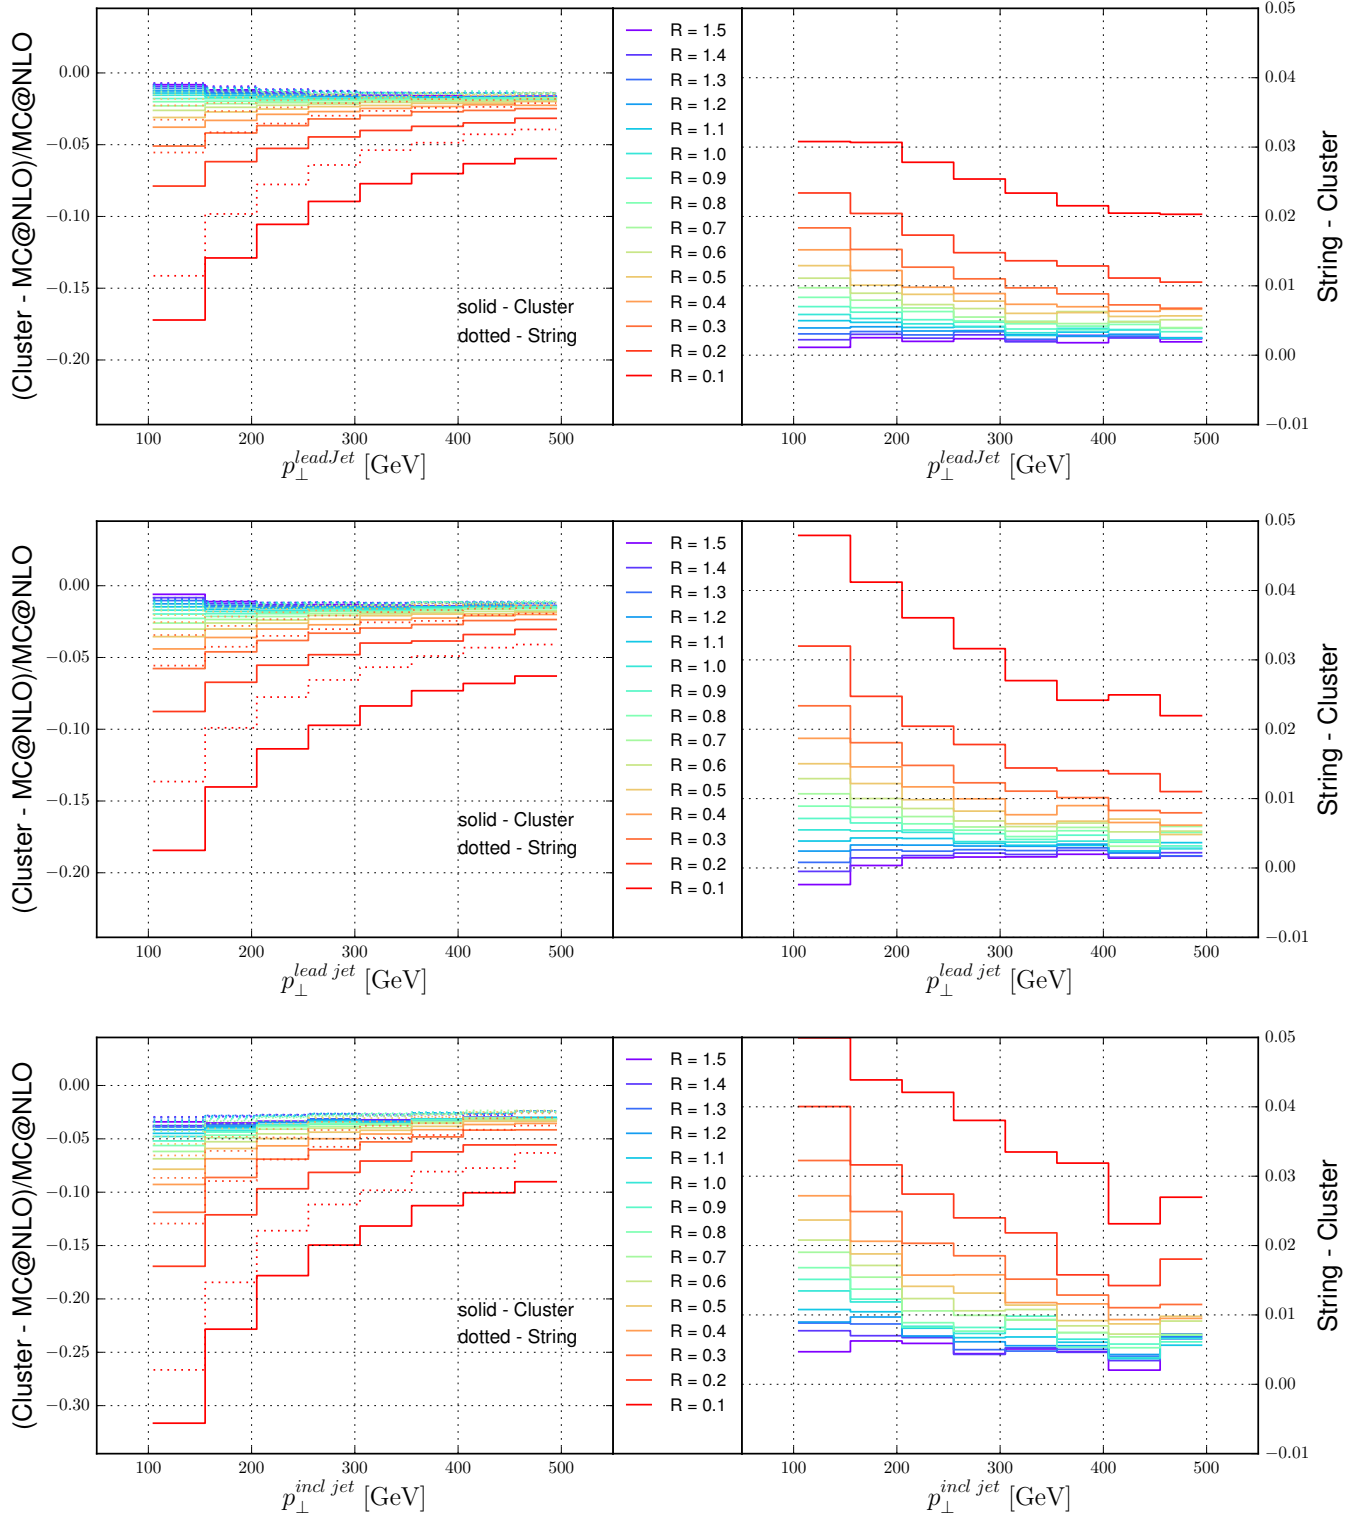 (Cluster - MC@NLO)/MC@NLO
0.00
−0.05
−0.10
−0.15
−0.20
100
200
300
400
500
p⊥^leadJet [GeV]
solid - Cluster
dotted - String
R = 1.5
R = 1.4
R = 1.3
R = 1.2
R = 1.1
R = 1.0
R = 0.9
R = 0.8
R = 0.7
R = 0.6
R = 0.5
R = 0.4
R = 0.3
R = 0.2
R = 0.1
100
200
300
400
500
p⊥^leadJet [GeV]
0.05
0.04
0.03
0.02
0.01
0.00
−0.01
String - Cluster
(Cluster - MC@NLO)/MC@NLO
0.00
−0.05
−0.10
−0.15
−0.20
100
200
300
400
500
p⊥^lead jet [GeV]
solid - Cluster
dotted - String
R = 1.5
R = 1.4
R = 1.3
R = 1.2
R = 1.1
R = 1.0
R = 0.9
R = 0.8
R = 0.7
R = 0.6
R = 0.5
R = 0.4
R = 0.3
R = 0.2
R = 0.1
100
200
300
400
500
p⊥^lead jet [GeV]
0.05
0.04
0.03
0.02
0.01
0.00
−0.01
String - Cluster
(Cluster - MC@NLO)/MC@NLO
0.00
−0.05
−0.10
−0.15
−0.20
−0.25
−0.30
100
200
300
400
500
p⊥^incl jet [GeV]
solid - Cluster
dotted - String
R = 1.5
R = 1.4
R = 1.3
R = 1.2
R = 1.1
R = 1.0
R = 0.9
R = 0.8
R = 0.7
R = 0.6
R = 0.5
R = 0.4
R = 0.3
R = 0.2
R = 0.1
100
200
300
400
500
p⊥^incl jet [GeV]
0.05
0.04
0.03
0.02
0.01
0.00
−0.01
String - Cluster